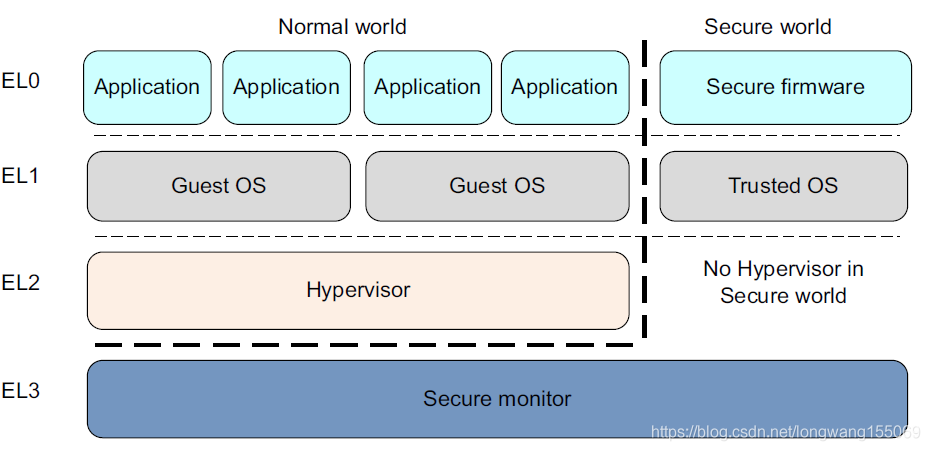 Normal world
Secure world
EL0
Application
Application
Application
Application
Secure firmware
EL1
Guest OS
Guest OS
Trusted OS
EL2
Hypervisor
No Hypervisor in
Secure world
EL3
Secure monitor
https://blog.csdn.net/longwang155069